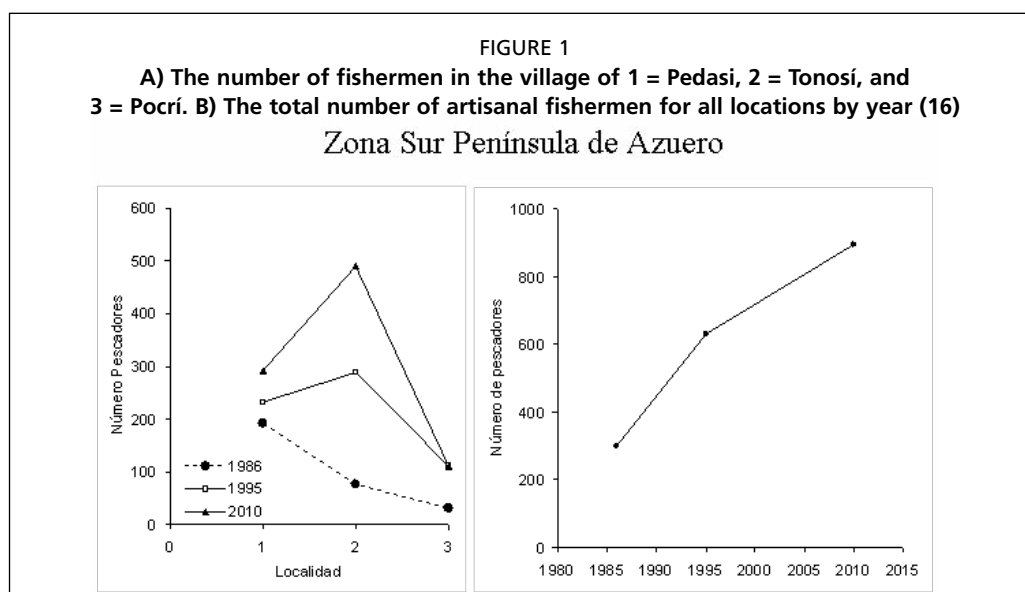 FIGURE 1
A) The number of fishermen in the village of 1 = Pedasi, 2 = Tonosí, and
3 = Pocrí. B) The total number of artisanal fishermen for all locations by year (16)
Zona Sur Península de Azuero
Número Pescadores
600
500
400
300
200
100
0
1986
1995
2010
0 1 2 3
Localidad
Número de pescadores
1000
800
600
400
200
0
1980 1985 1990 1995 2000 2005 2010 2015